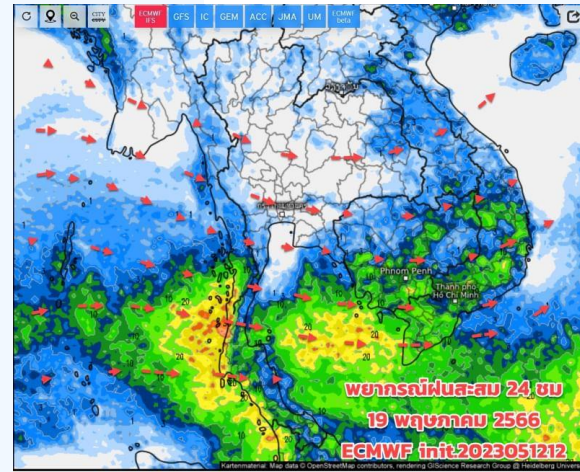 CITY
ECMWF IFS
GFS
IC
GEM
ACC
JMA
UM
ECMWF beta
Phnom Penh
Thành phố
Hồ Chí Minh
พยากรณ์ฝนสะสม 24 ชม
19 พฤษภาคม 2566
ECMWF init.2023051212
Kartenmaterial: Map data © OpenStreetMap contributors, rendering GIScience Research Group @ Heidelberg Univers